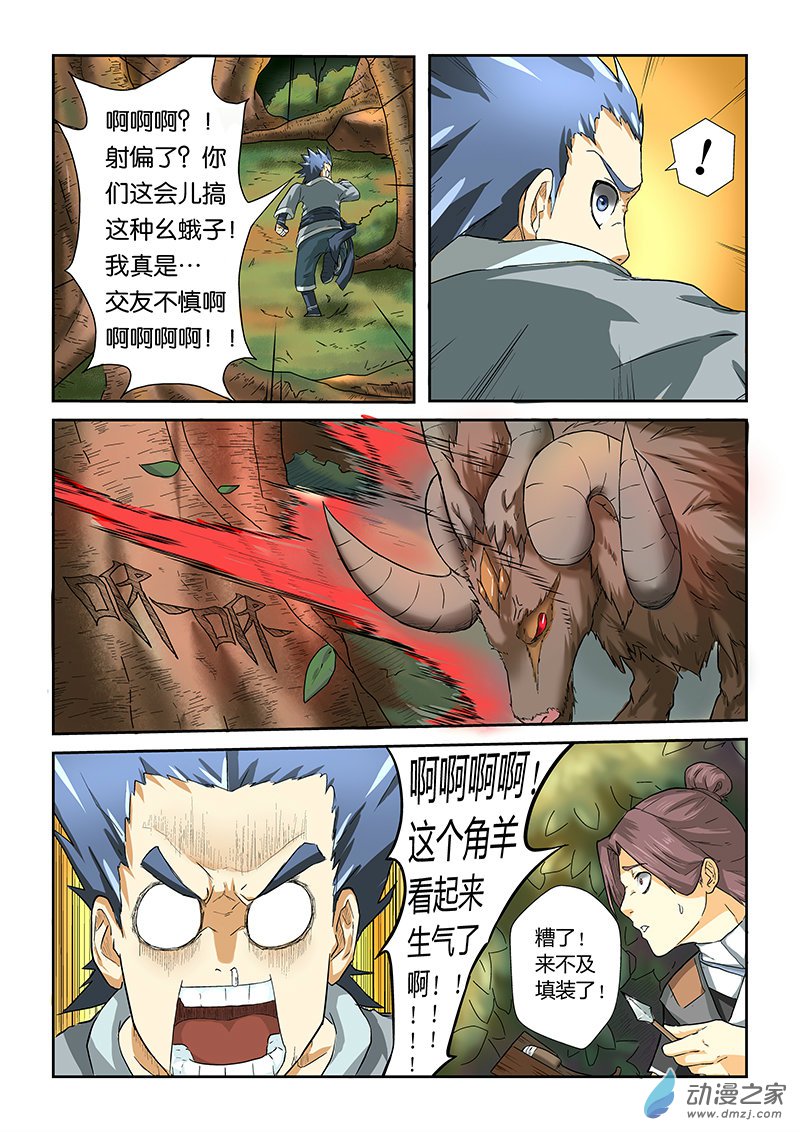 啊啊啊？！
射偏了？你
们这会儿搞
这种幺蛾子！
我真是…
交友不慎啊
啊啊啊啊！！
！
啊啊啊啊！
这个角羊
看起来
生气了
啊！！！！！！！
糟了！
来不及
填装了！
动漫之家
www.dmzj.com